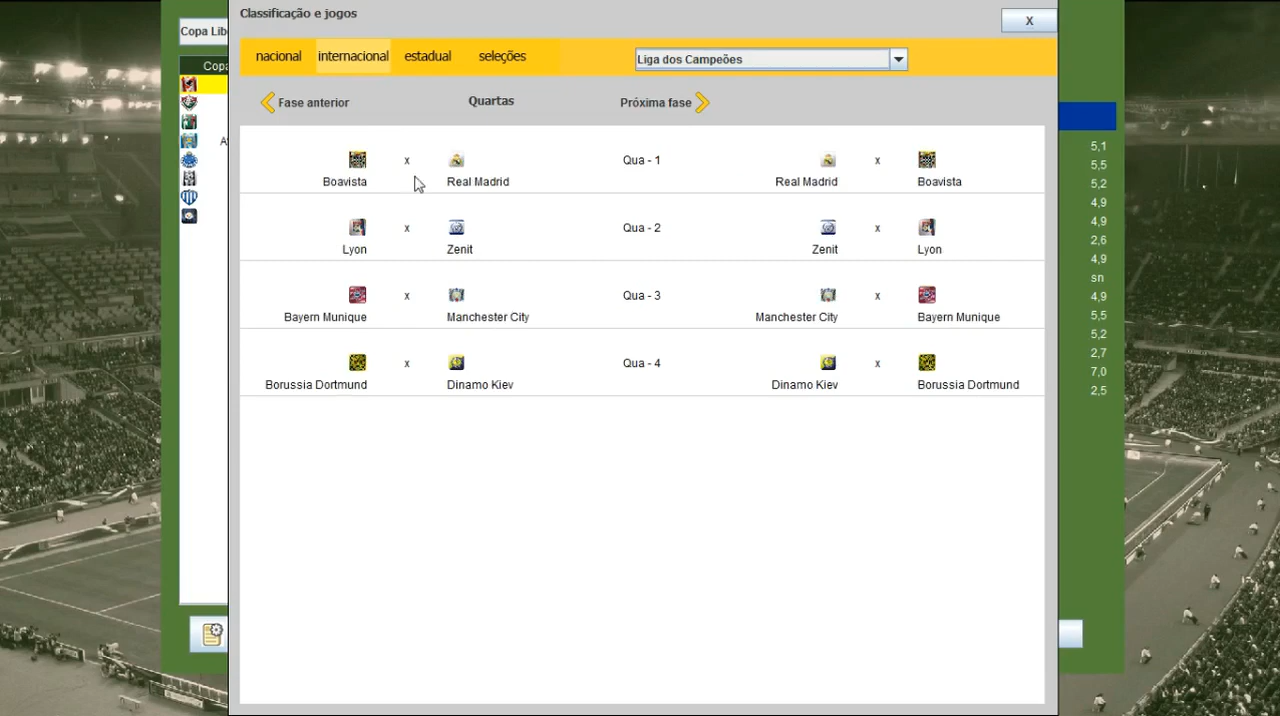 Classificação e jogos
X
Copa Lib
nacional internacional estadual seleções Liga dos Campeões
Copa
Fase anterior Quartas Próxima fase
A
x Qua - 1 x
Boavista Real Madrid Real Madrid Boavista
x Qua - 2 x
Lyon Zenit Zenit Lyon
x Qua - 3 x
Bayern Munique Manchester City Manchester City Bayern Munique
x Qua - 4 x
Borussia Dortmund Dinamo Kiev Dinamo Kiev Borussia Dortmund
5,1
5,5
5,2
4,9
4,9
2,6
4,9
sn
4,9
5,5
5,2
2,7
7,0
2,5